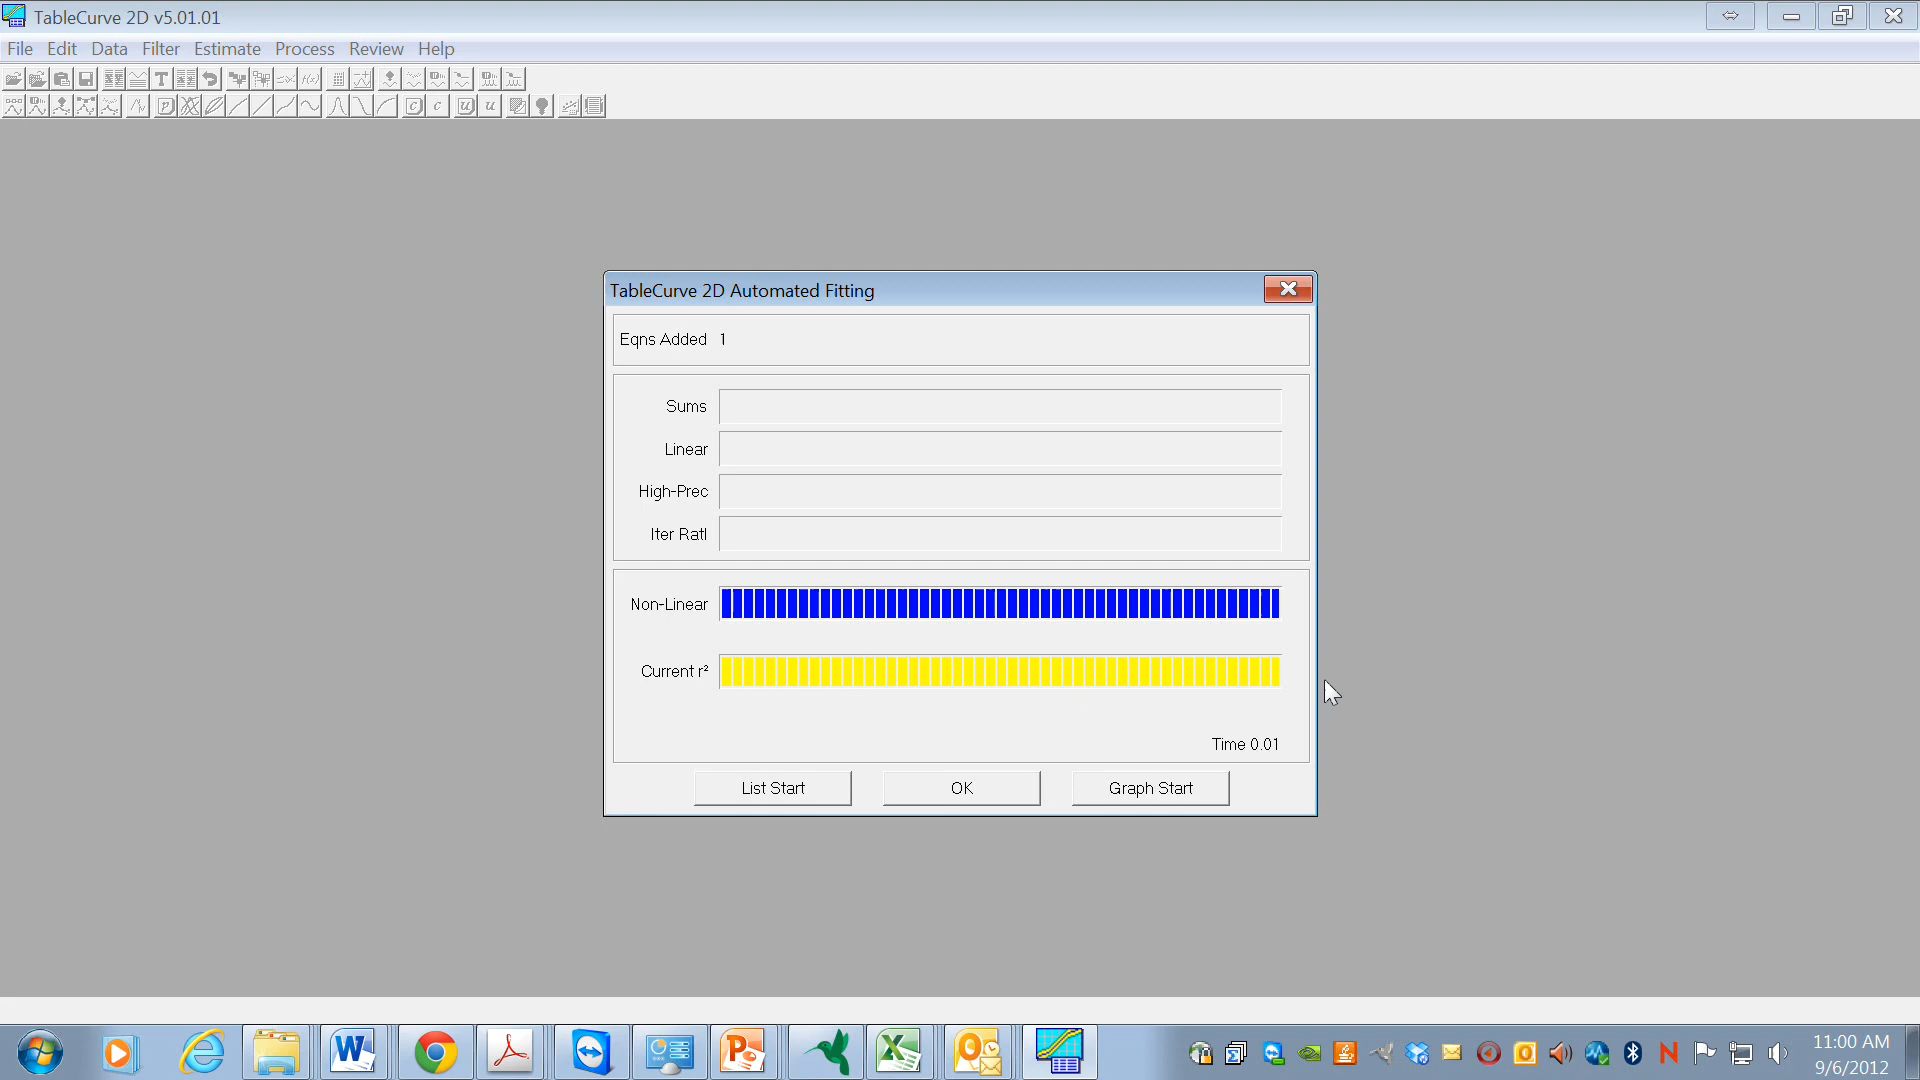 TableCurve 2D v5.01.01
File Edit Data Filter Estimate Process Review Help
TableCurve 2D Automated Fitting
Eqns Added 1
Sums
Linear
High-Prec
Iter Ratl
Non-Linear
Current r²
Time 0.01
List Start OK Graph Start
11:00 AM
9/6/2012